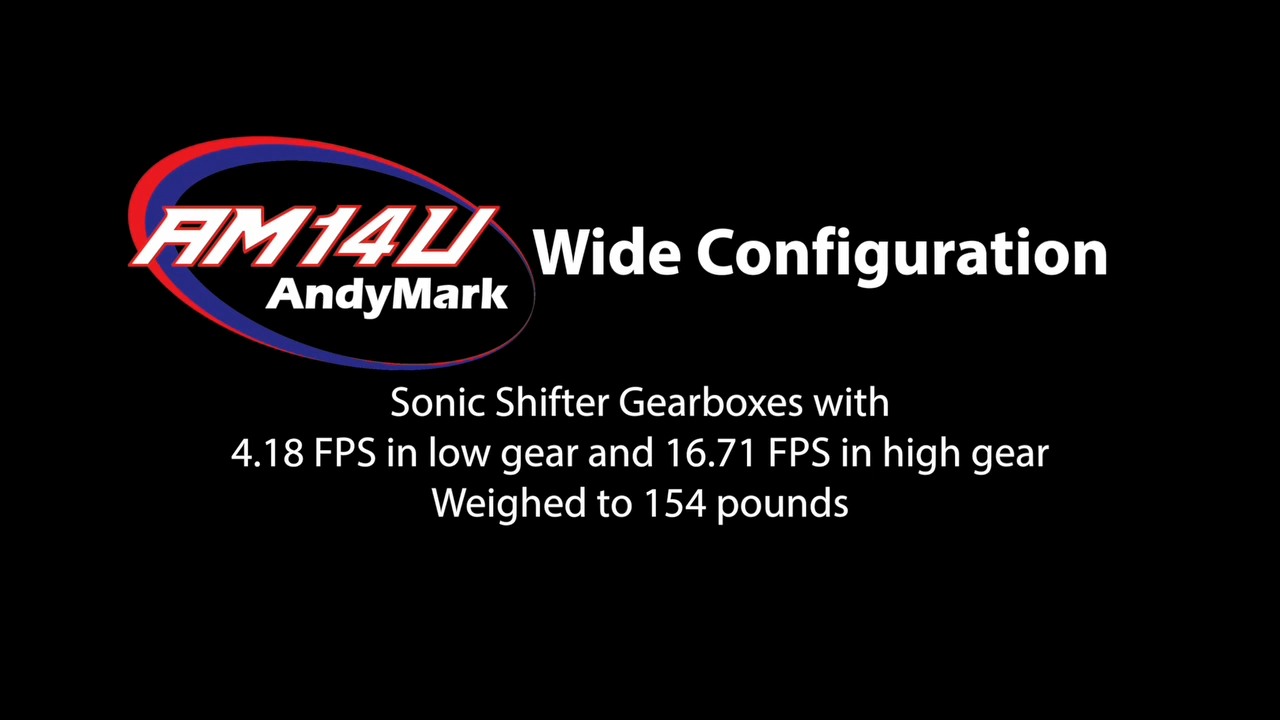 AM14U
AndyMark
Wide Configuration
Sonic Shifter Gearboxes with
4.18 FPS in low gear and 16.71 FPS in high gear
Weighed to 154 pounds